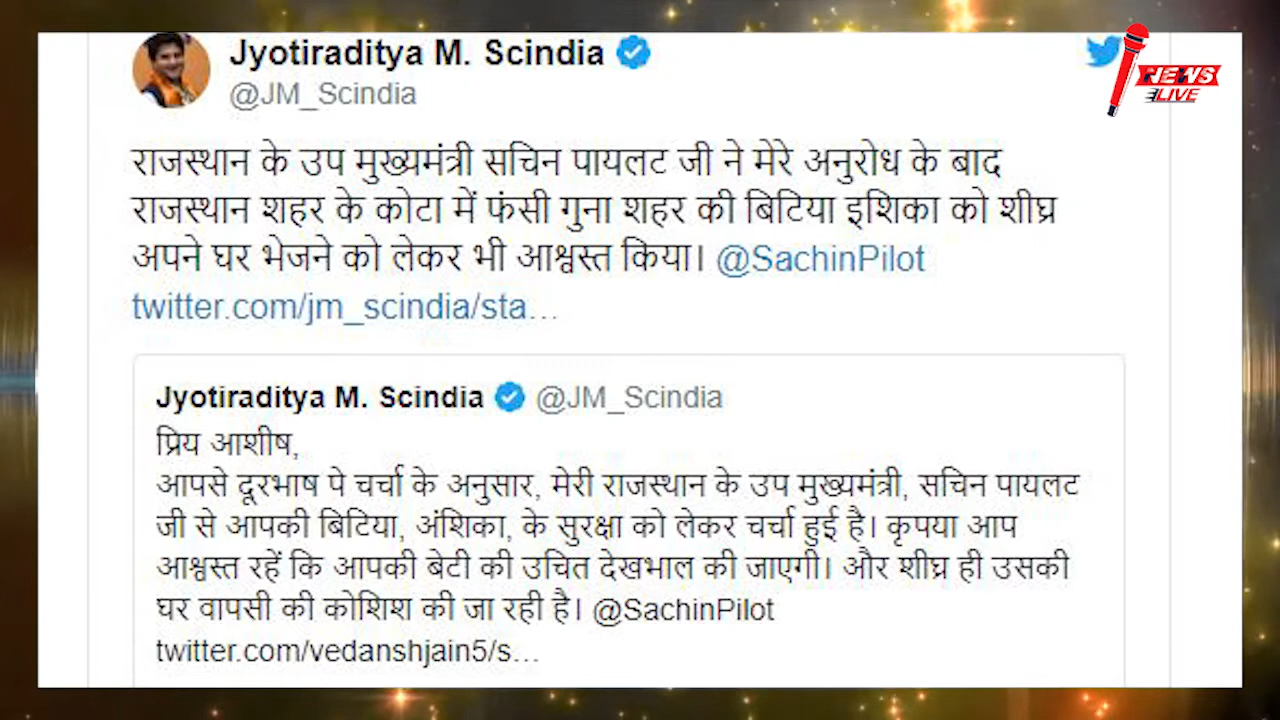 Jyotiraditya M. Scindia
@JM_Scindia
NEWS
LIVE
राजस्थान के उप मुख्यमंत्री सचिन पायलट जी ने मेरे अनुरोध के बाद
राजस्थान शहर के कोटा में फंसी गुना शहर की बिटिया इशिका को शीघ्र
अपने घर भेजने को लेकर भी आश्वस्त किया। @SachinPilot
twitter.com/jm_scindia/sta…
Jyotiraditya M. Scindia @JM_Scindia
प्रिय आशीष,
आपसे दूरभाष पे चर्चा के अनुसार, मेरी राजस्थान के उप मुख्यमंत्री, सचिन पायलट
जी से आपकी बिटिया, अंशिका, के सुरक्षा को लेकर चर्चा हुई है। कृपया आप
आश्वस्त रहें कि आपकी बेटी की उचित देखभाल की जाएगी। और शीघ्र ही उसकी
घर वापसी की कोशिश की जा रही है। @SachinPilot
twitter.com/vedanshjain5/s…